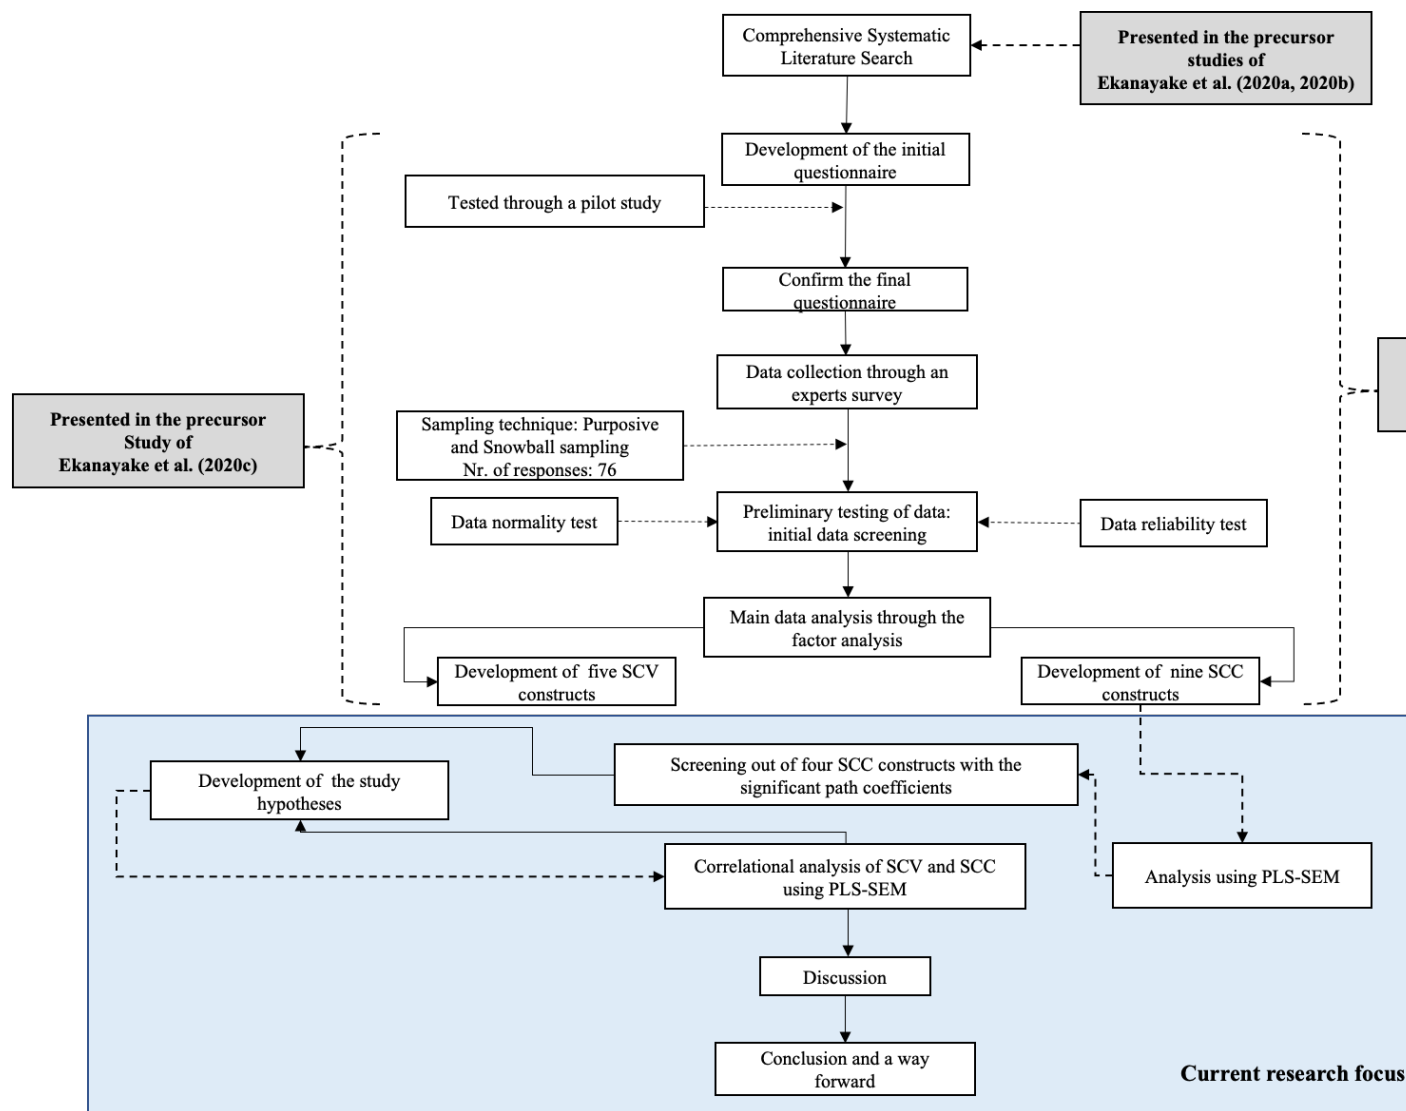 Comprehensive Systematic
Literature Search
Presented in the precursor
studies of
Ekanayake et al. (2020a, 2020b)
Development of the initial
questionnaire
Tested through a pilot study
Confirm the final
questionnaire
Data collection through an
experts survey
Presented in the precursor
Study of
Ekanayake et al. (2020c)
Sampling technique: Purposive
and Snowball sampling
Nr. of responses: 76
Data normality test
Preliminary testing of data:
initial data screening
Data reliability test
Main data analysis through the
factor analysis
Development of five SCV
constructs
Development of nine SCC
constructs
Screening out of four SCC constructs with the
significant path coefficients
Development of the study
hypotheses
Correlational analysis of SCV and SCC
using PLS-SEM
Analysis using PLS-SEM
Discussion
Conclusion and a way
forward
Current research focus